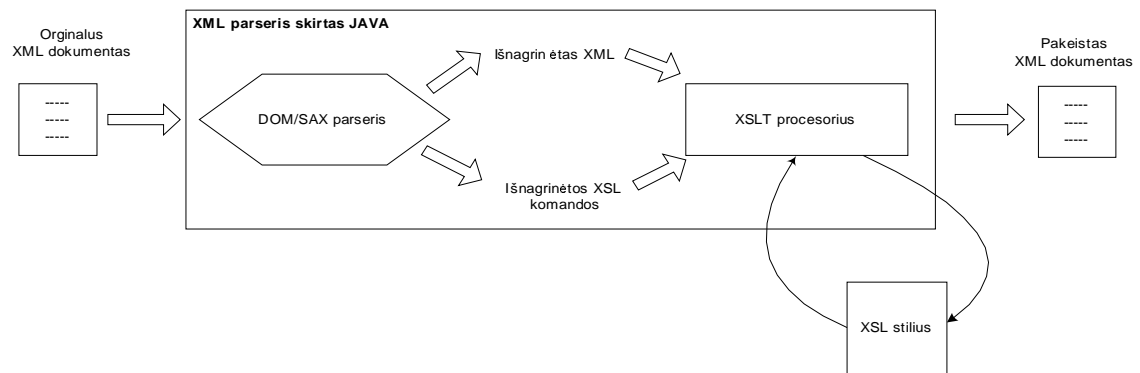 Orginalus
XML dokumentas
-----
-----
-----
XML parseris skirtas JAVA
DOM/SAX parseris
Išnagrin ėtas XML
Išnagrinėtos XSL
komandos
XSLT procesorius
Pakeistas
XML dokumentas
-----
-----
-----
XSL stilius